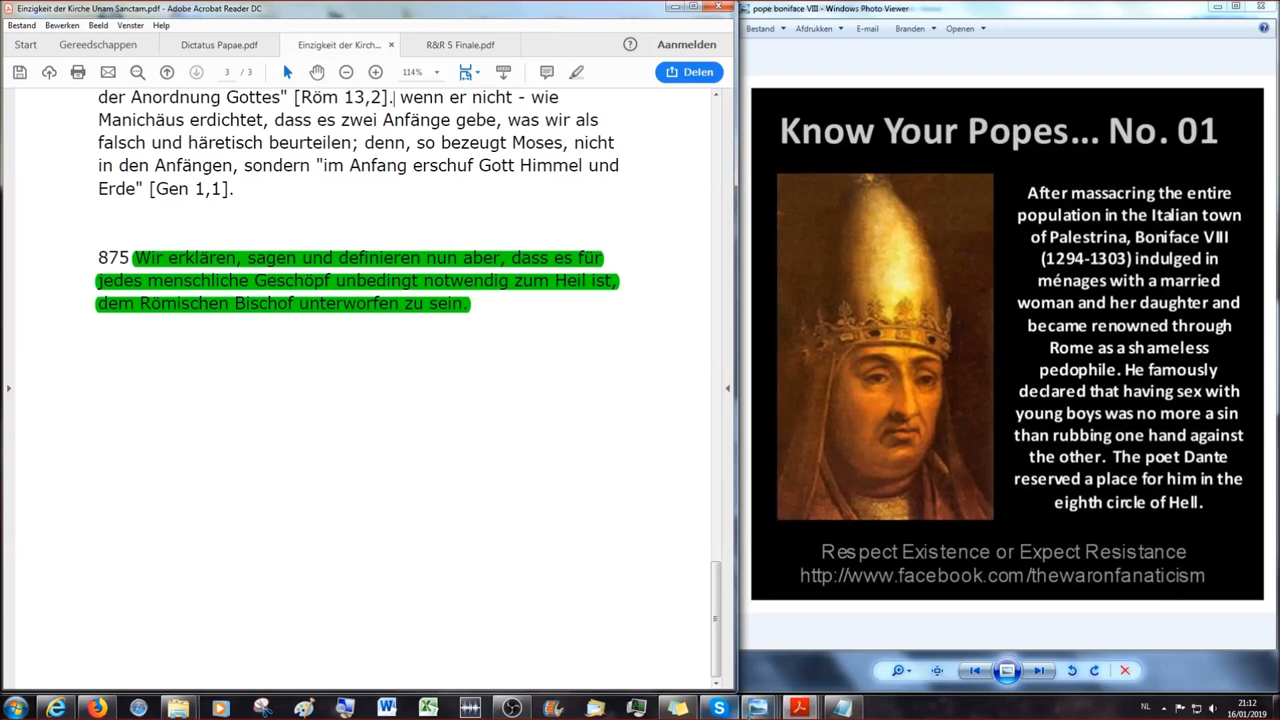 Einzigkeit der Kirche Unam Sanctam.pdf - Adobe Acrobat Reader DC
Bestand Bewerken Beeld Venster Help
Start Gereedschappen Dictatus Papae.pdf Einzigkeit der Kirch... × R&R 5 Finale.pdf Aanmelden
3 / 3 114% Delen
der Anordnung Gottes" [Röm 13,2]. wenn er nicht - wie
Manichäus erdichtet, dass es zwei Anfänge gebe, was wir als
falsch und häretisch beurteilen; denn, so bezeugt Moses, nicht
in den Anfängen, sondern "im Anfang erschuf Gott Himmel und
Erde" [Gen 1,1].
875 Wir erklären, sagen und definieren nun aber, dass es für
jedes menschliche Geschöpf unbedingt notwendig zum Heil ist,
dem Römischen Bischof unterworfen zu sein.
pope boniface VIII - Windows Photo Viewer
Bestand Afdrukken E-mail Branden Openen
Know Your Popes... No. 01
After massacring the entire
population in the Italian town
of Palestrina, Boniface VIII
(1294-1303) indulged in
ménages with a married
woman and her daughter and
became renowned through
Rome as a shameless
pedophile. He famously
declared that having sex with
young boys was no more a sin
than rubbing one hand against
the other. The poet Dante
reserved a place for him in the
eighth circle of Hell.
Respect Existence or Expect Resistance
http://www.facebook.com/thewaronfanaticism
NL 21:12
16/01/2019